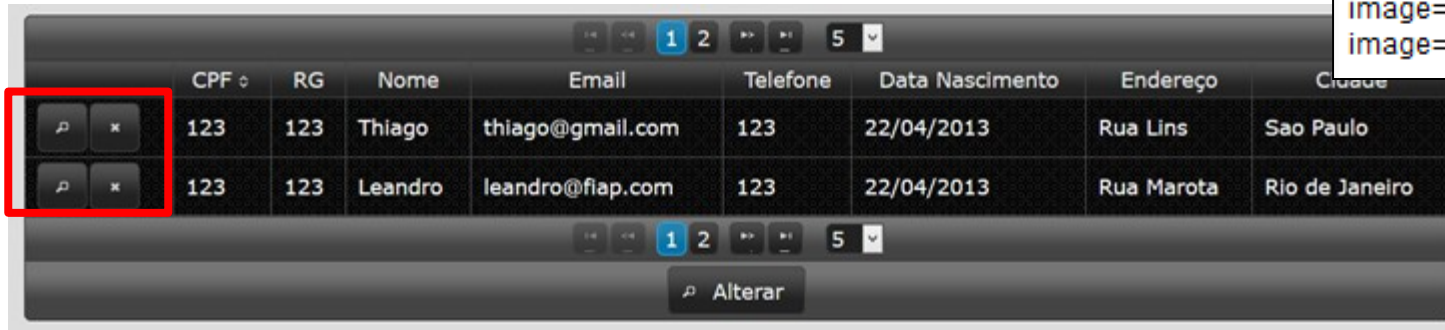 image=
image=
1 2 5
CPF RG Nome Email Telefone Data Nascimento Endereço Cidade
123 123 Thiago thiago@gmail.com 123 22/04/2013 Rua Lins Sao Paulo
123 123 Leandro leandro@fiap.com 123 22/04/2013 Rua Marota Rio de Janeiro
1 2 5
Alterar